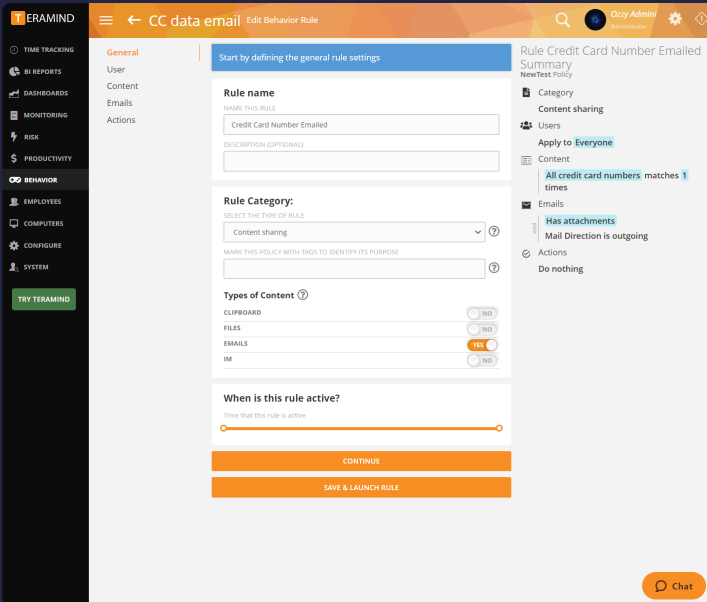 TERAMIND
CC data email Edit Behavior Rule
Ozzy Admini
Administrator
TIME TRACKING
BI REPORTS
DASHBOARDS
MONITORING
RISK
PRODUCTIVITY
BEHAVIOR
EMPLOYEES
COMPUTERS
CONFIGURE
SYSTEM
TRY TERAMIND
General
User
Content
Emails
Actions
Start by defining the general rule settings
Rule name
NAME THIS RULE
Credit Card Number Emailed
DESCRIPTION (OPTIONAL)
Rule Category:
SELECT THE TYPE OF RULE
Content sharing
MARK THIS POLICY WITH TAGS TO IDENTIFY ITS PURPOSE
Types of Content
CLIPBOARD NO
FILES NO
EMAILS YES
IM NO
When is this rule active?
Time that this rule is active
CONTINUE
SAVE & LAUNCH RULE
Rule Credit Card Number Emailed
Summary
NewTest Policy
Category
Content sharing
Users
Apply to Everyone
Content
All credit card numbers matches 1
times
Emails
Has attachments
and
Mail Direction is outgoing
Actions
Do nothing
Chat